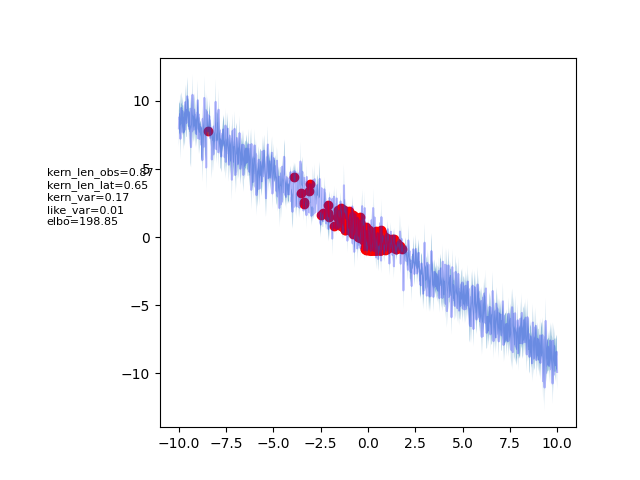 10
5
kern_len_obs=0.87
kern_len_lat=0.65
kern_var=0.17
like_var=0.01
elbo=198.85
0
−5
−10
−10.0 −7.5 −5.0 −2.5 0.0 2.5 5.0 7.5 10.0